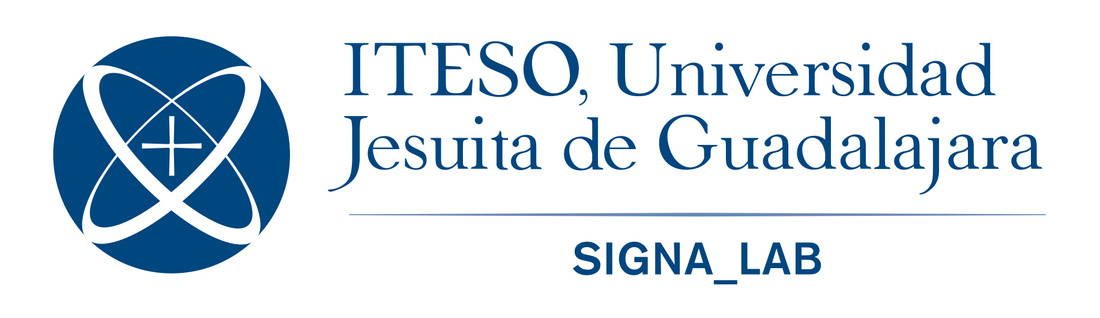 ITESO, Universidad
Jesuita de Guadalajara
SIGNA_LAB